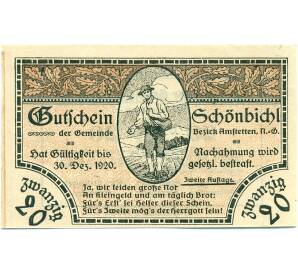 Gutschein
der Gemeinde
Schönbichl
Bezirk Amstetten, N.-Ö.
Hat Gültigkeit bis
30. Dez. 1920.
Nachahmung wird
gesetzl. bestraft.
Zweite Auflage.
Ja, wir leiden große Not
An Kleingeld und am täglich Brot:
Für's Erst' sei Helfer dieser Schein.
Für's Zweite mög's der Herrgott sein!
zwanzig
20
zwanzig
20